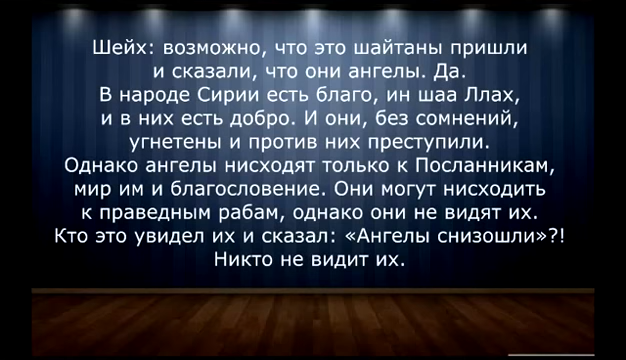 Шейх: возможно, что это шайтаны пришли
и сказали, что они ангелы. Да.
В народе Сирии есть благо, ин шаа Ллах,
и в них есть добро. И они, без сомнений,
угнетены и против них преступили.
Однако ангелы нисходят только к Посланникам,
мир им и благословение. Они могут нисходить
к праведным рабам, однако они не видят их.
Кто это увидел их и сказал: «Ангелы снизошли»?!
Никто не видит их.